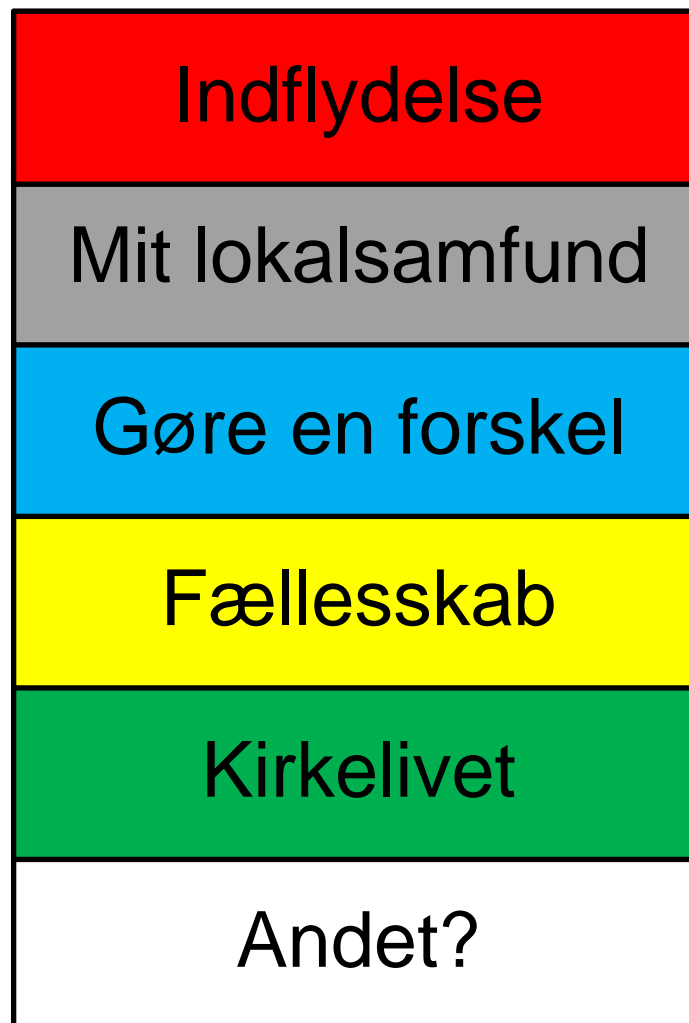 Indflydelse
Mit lokalsamfund
Gøre en forskel
Fællesskab
Kirkelivet
Andet?